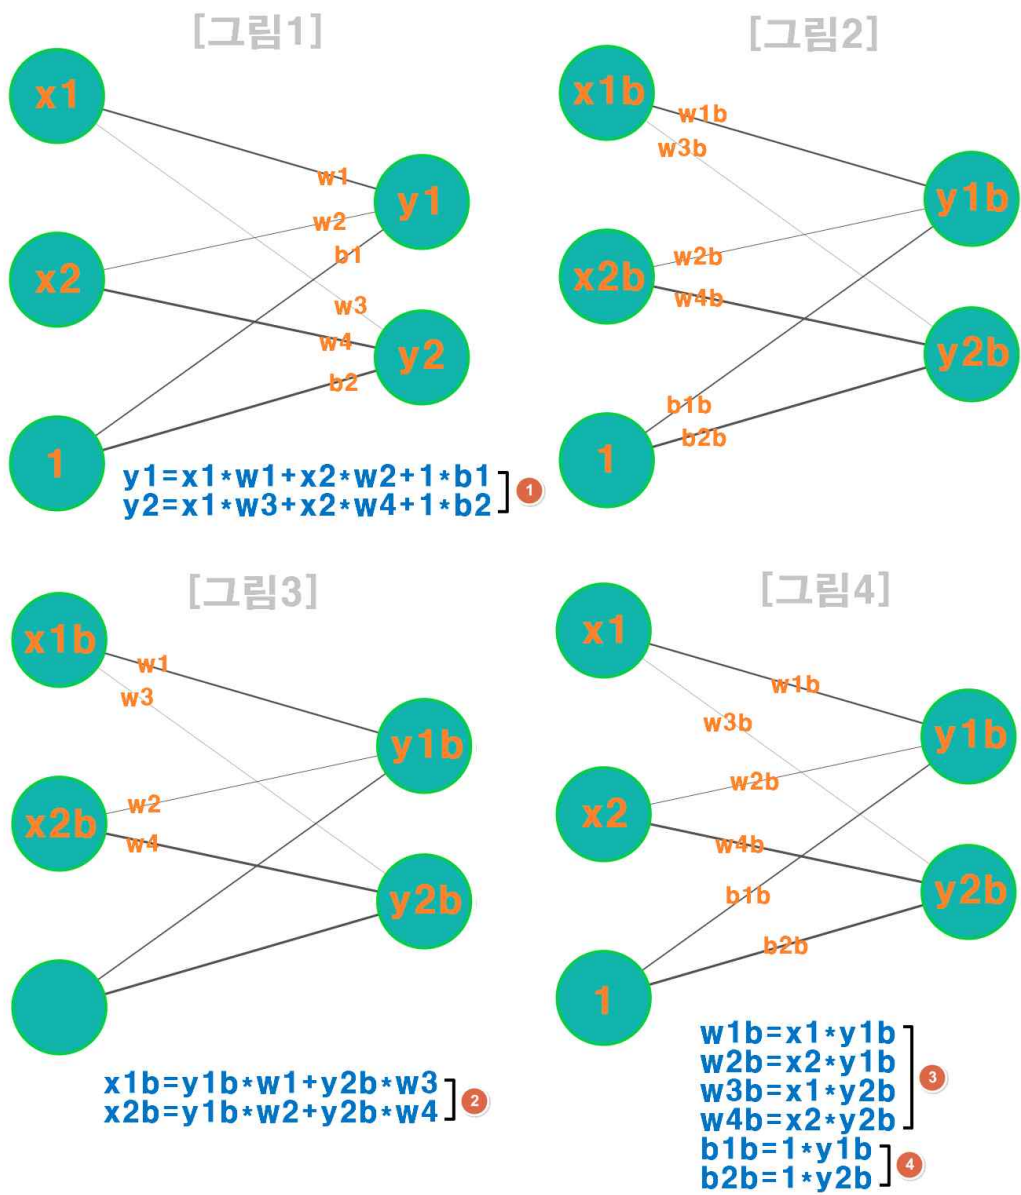 [그림1]
x1
w1
y1
w2
x2
b1
w3
w4
y2
b2
1
y1=x1*w1+x2*w2+1*b1
y2=x1*w3+x2*w4+1*b2
1
[그림2]
x1b
w1b
w3b
y1b
w2b
x2b
w4b
y2b
b1b
b2b
1
[그림3]
x1b
w1
w3
y1b
w2
x2b
w4
y2b
x1b=y1b*w1+y2b*w3
x2b=y1b*w2+y2b*w4
2
[그림4]
x1
w1b
w3b
y1b
w2b
x2
w4b
b1b
y2b
b2b
1
w1b=x1*y1b
w2b=x2*y1b
w3b=x1*y2b
w4b=x2*y2b
3
b1b=1*y1b
b2b=1*y2b
4